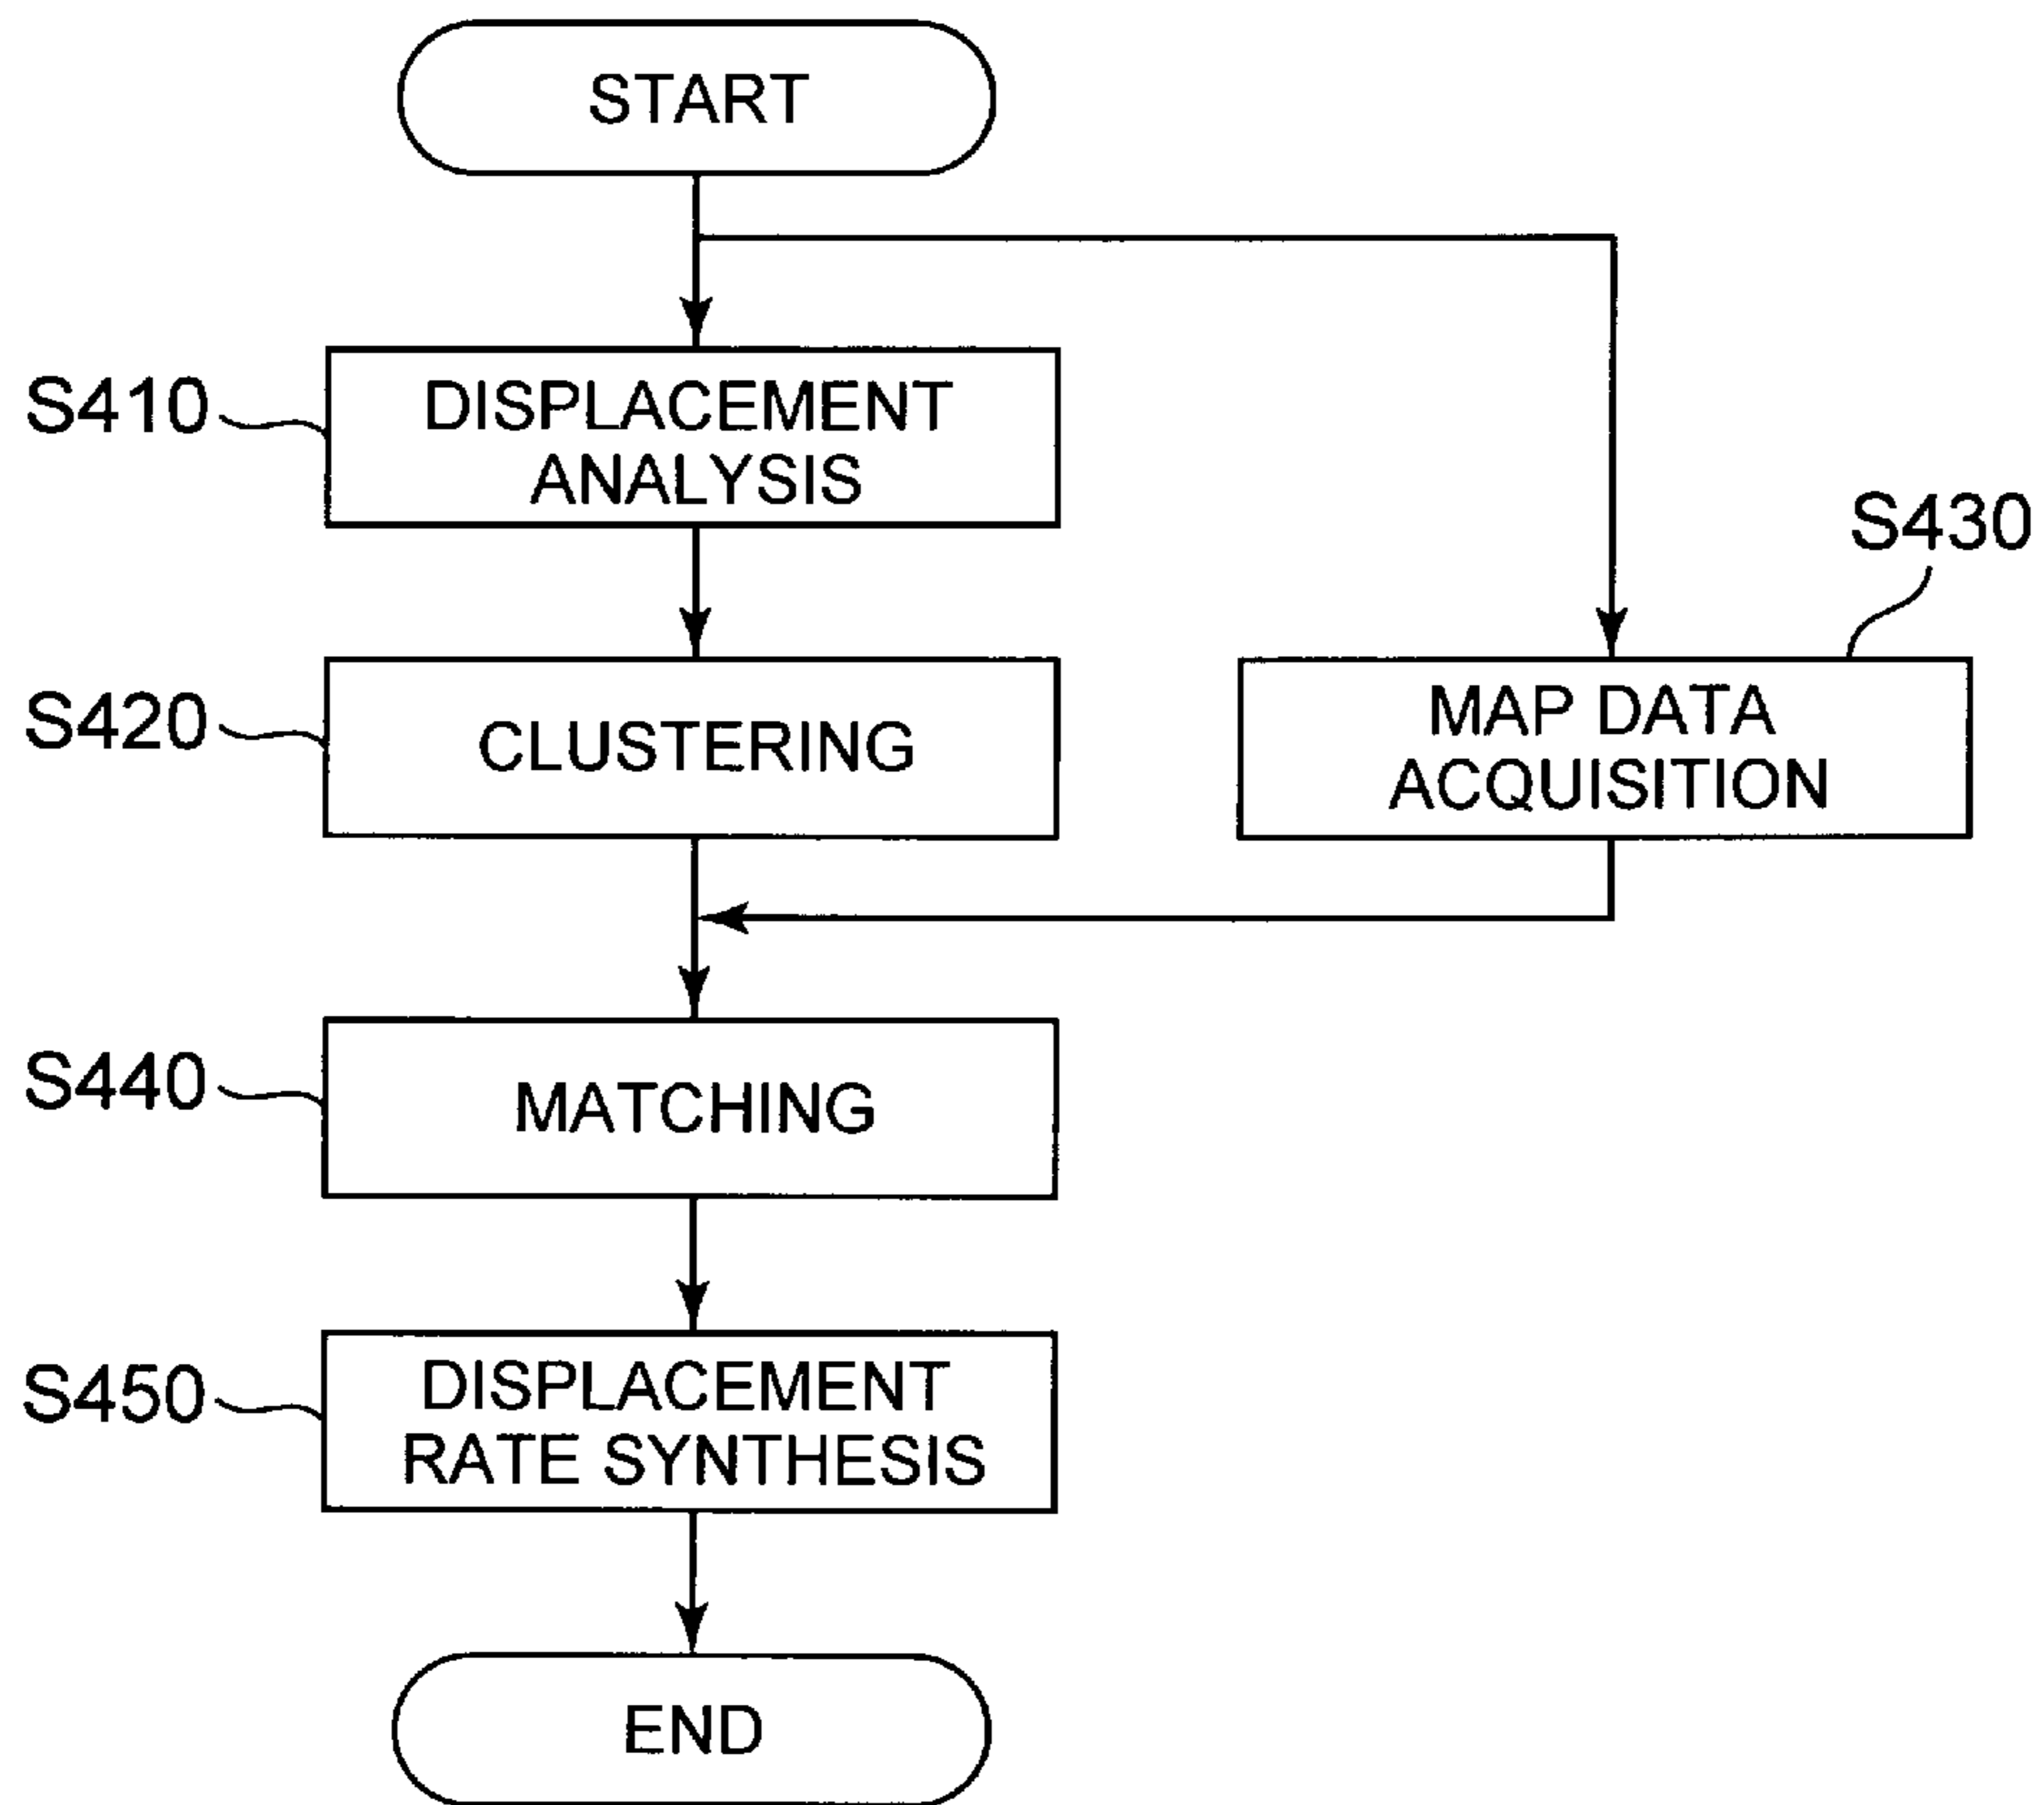 START
S410
DISPLACEMENT
ANALYSIS
S430
S420
CLUSTERING
MAP DATA
ACQUISITION
S440
MATCHING
S450
DISPLACEMENT
RATE SYNTHESIS
END